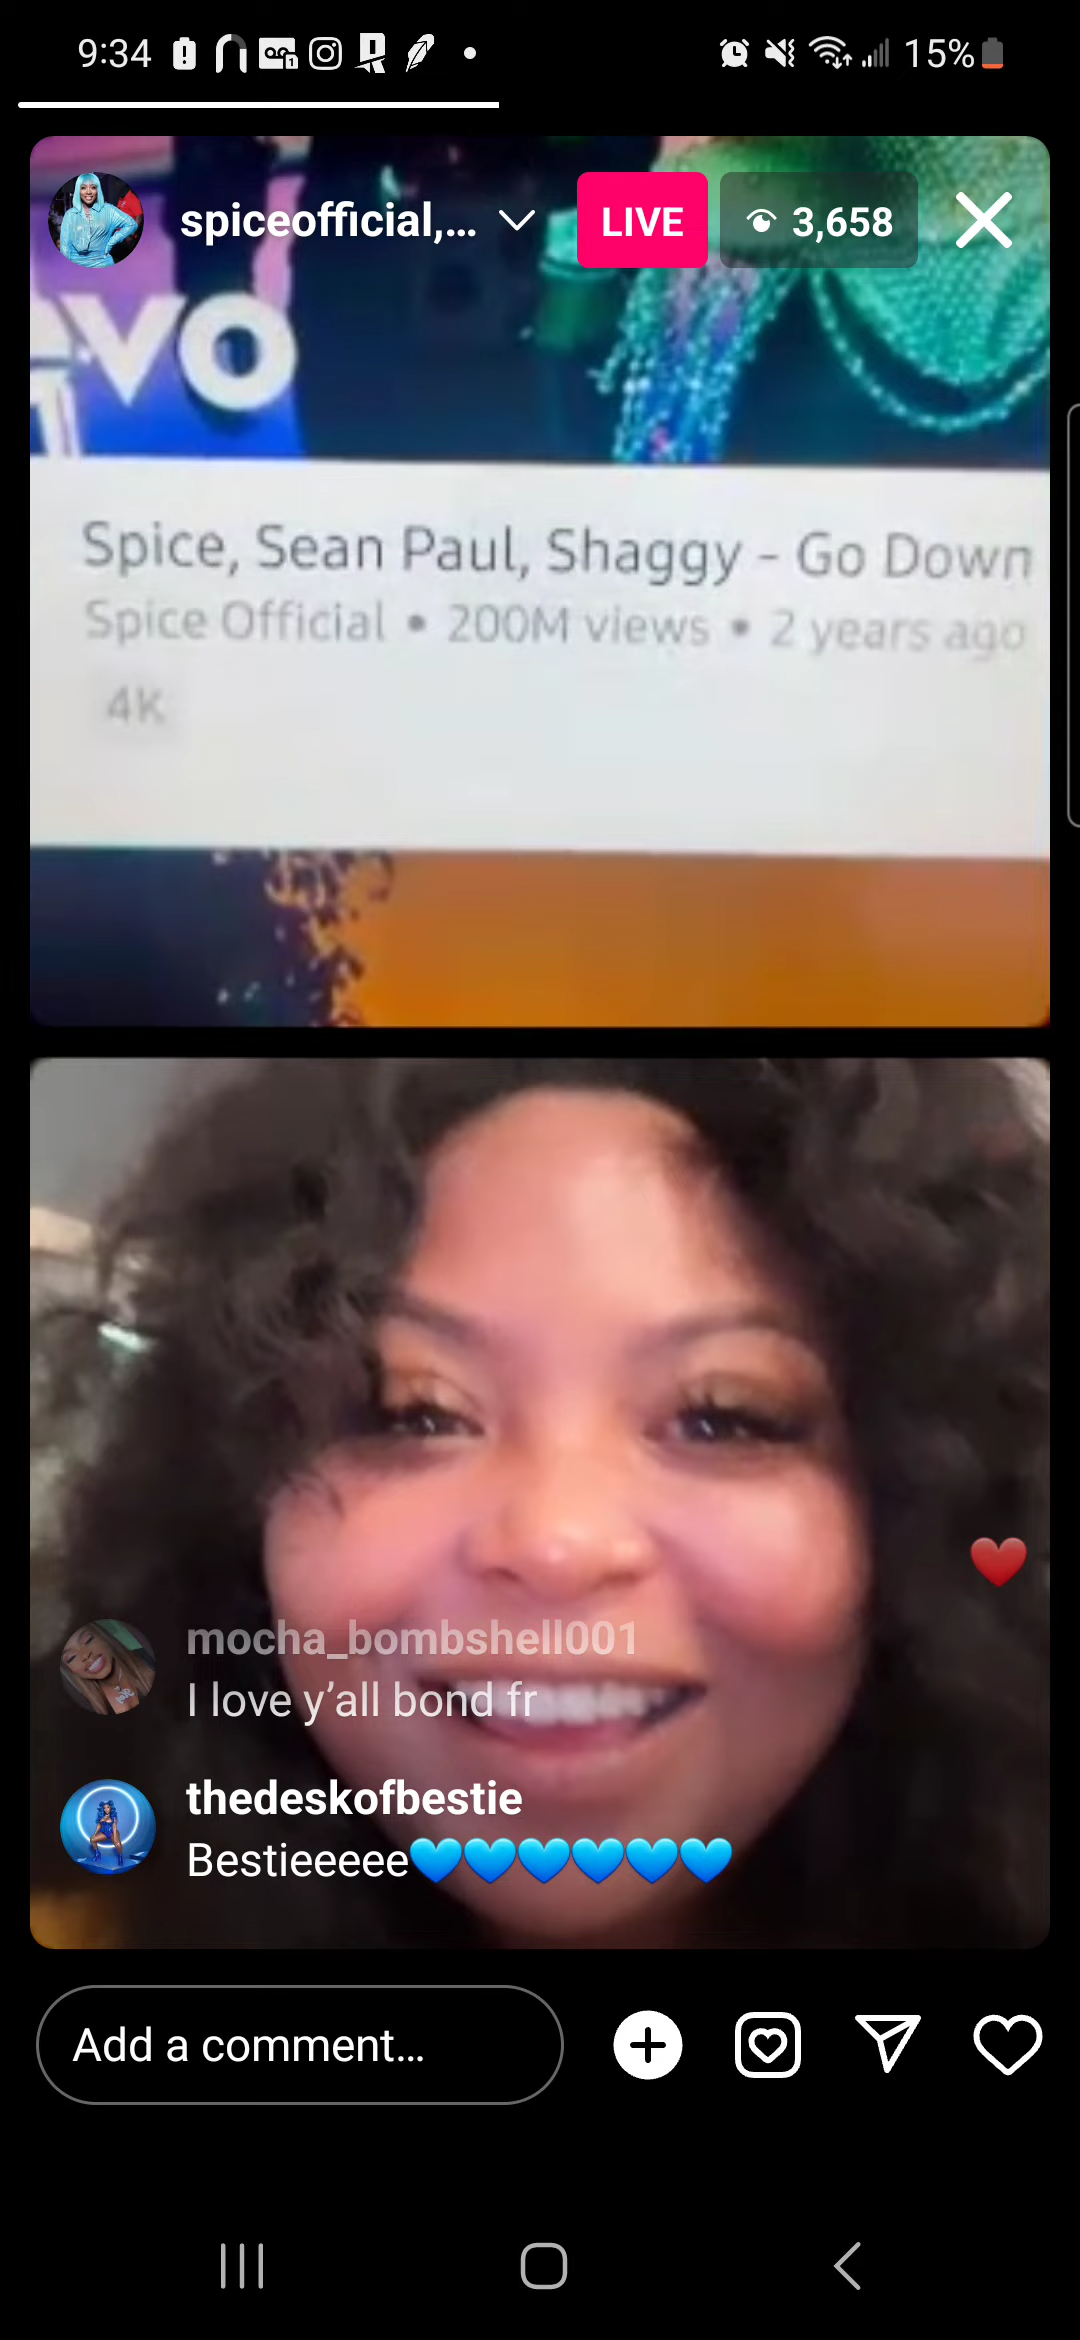 9:34
15%
spiceofficial,...
LIVE
3,658
evo
Spice, Sean Paul, Shaggy - Go Down
Spice Official • 200M views • 2 years ago
4K
mocha_bombshell001
I love y’all bond fr
thedeskofbestie
Bestieeeee💙💙💙💙💙💙
Add a comment...